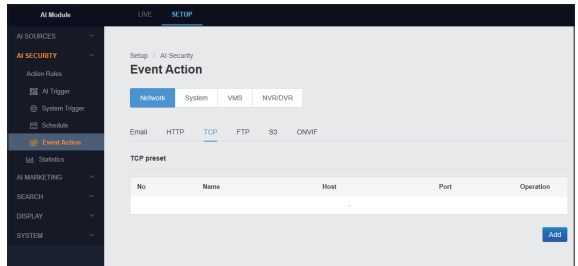 AI Module
LIVE SETUP
AI SOURCES
AI SECURITY
Action Rules
AI Trigger
System Trigger
Schedule
Event Action
Statistics
AI MARKETING
SEARCH
DISPLAY
SYSTEM
Setup > AI Security
Event Action
Network System VMS NVR/DVR
Email HTTP TCP FTP S3 ONVIF
TCP preset
No Name Host Port Operation
-
Add